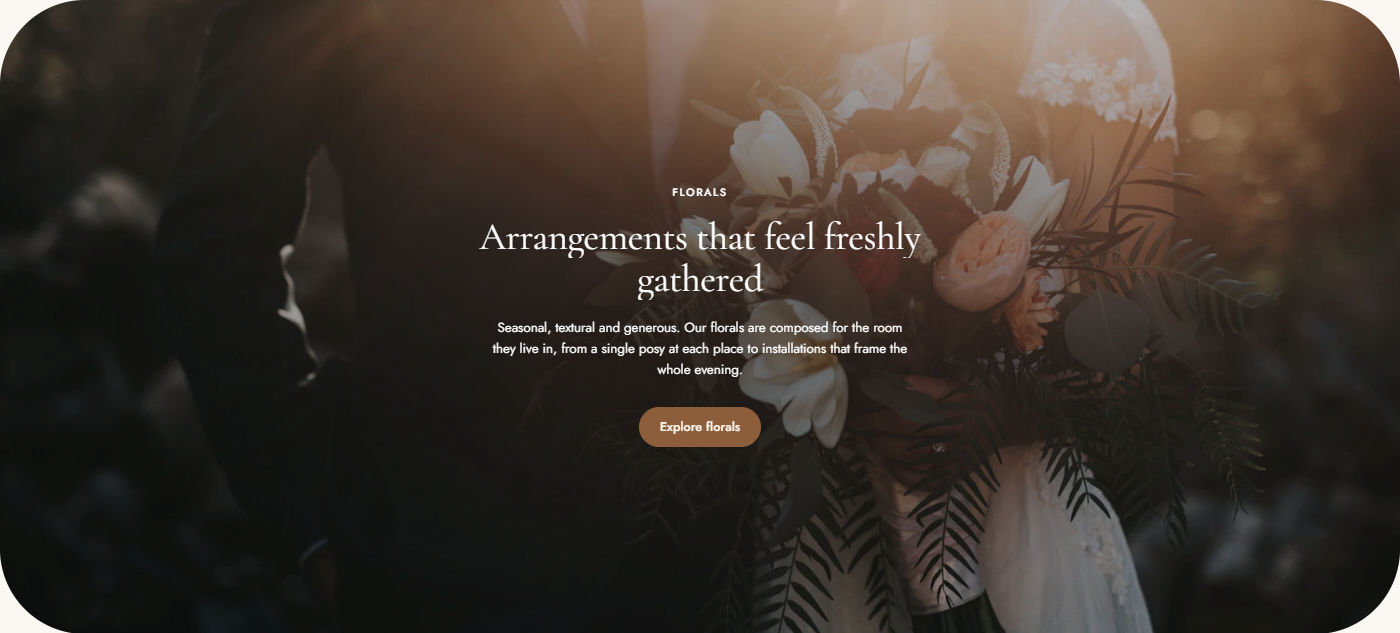 FLORALS
Arrangements that feel freshly
gathered
Seasonal, textural and generous. Our florals are composed for the room
they live in, from a single posy at each place to installations that frame the
whole evening.
Explore florals